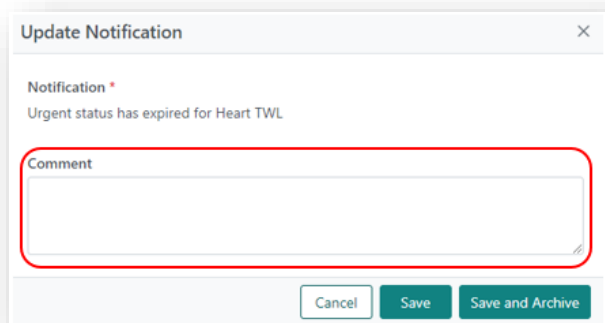 Update Notification
Notification *
Urgent status has expired for Heart TWL
Comment
Cancel Save Save and Archive